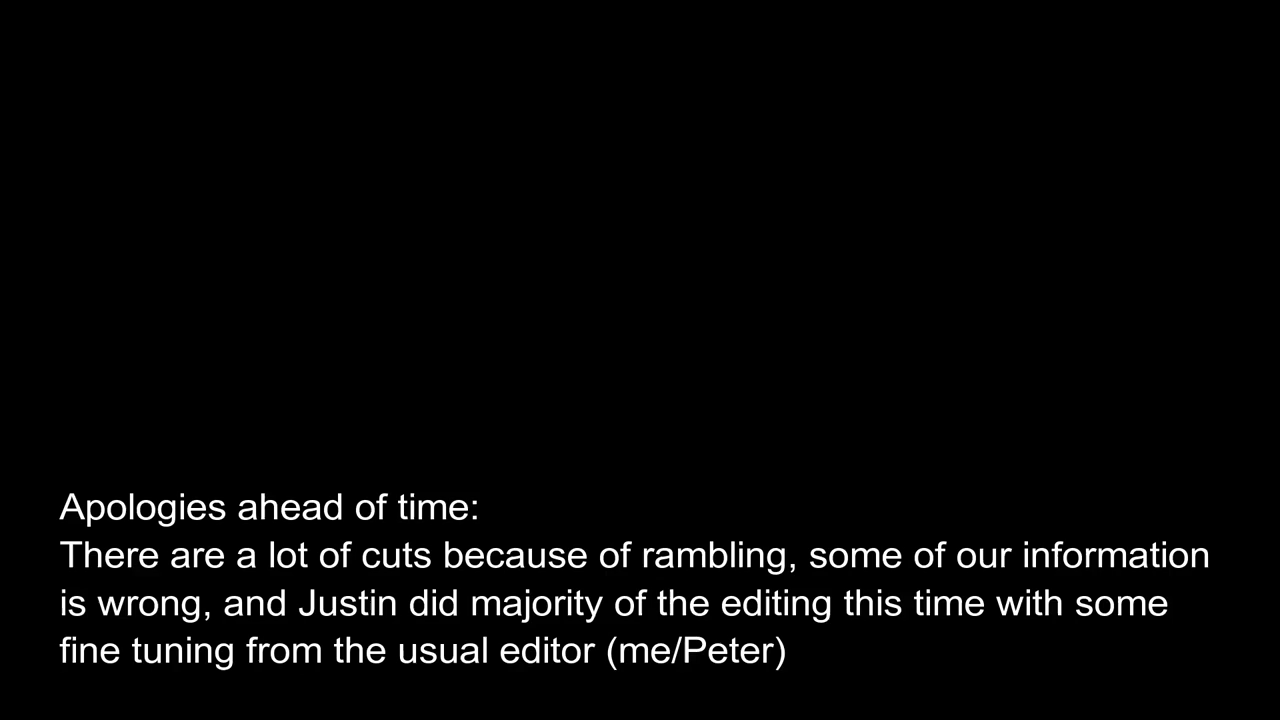 Apologies ahead of time:
There are a lot of cuts because of rambling, some of our information
is wrong, and Justin did majority of the editing this time with some
fine tuning from the usual editor (me/Peter)